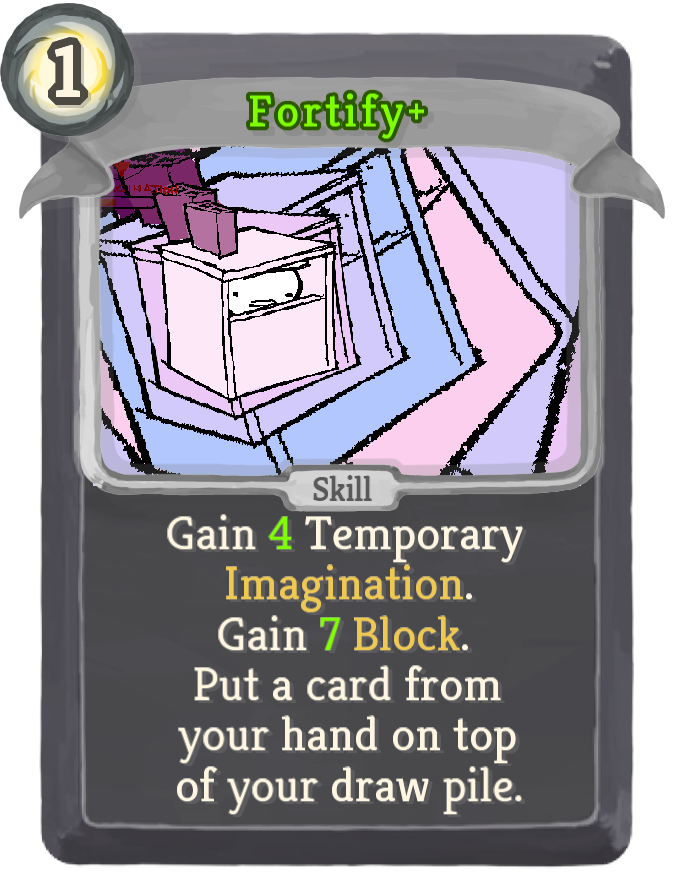 1
Fortify+
Skill
Gain 4 Temporary
Imagination.
Gain 7 Block.
Put a card from
your hand on top
of your draw pile.